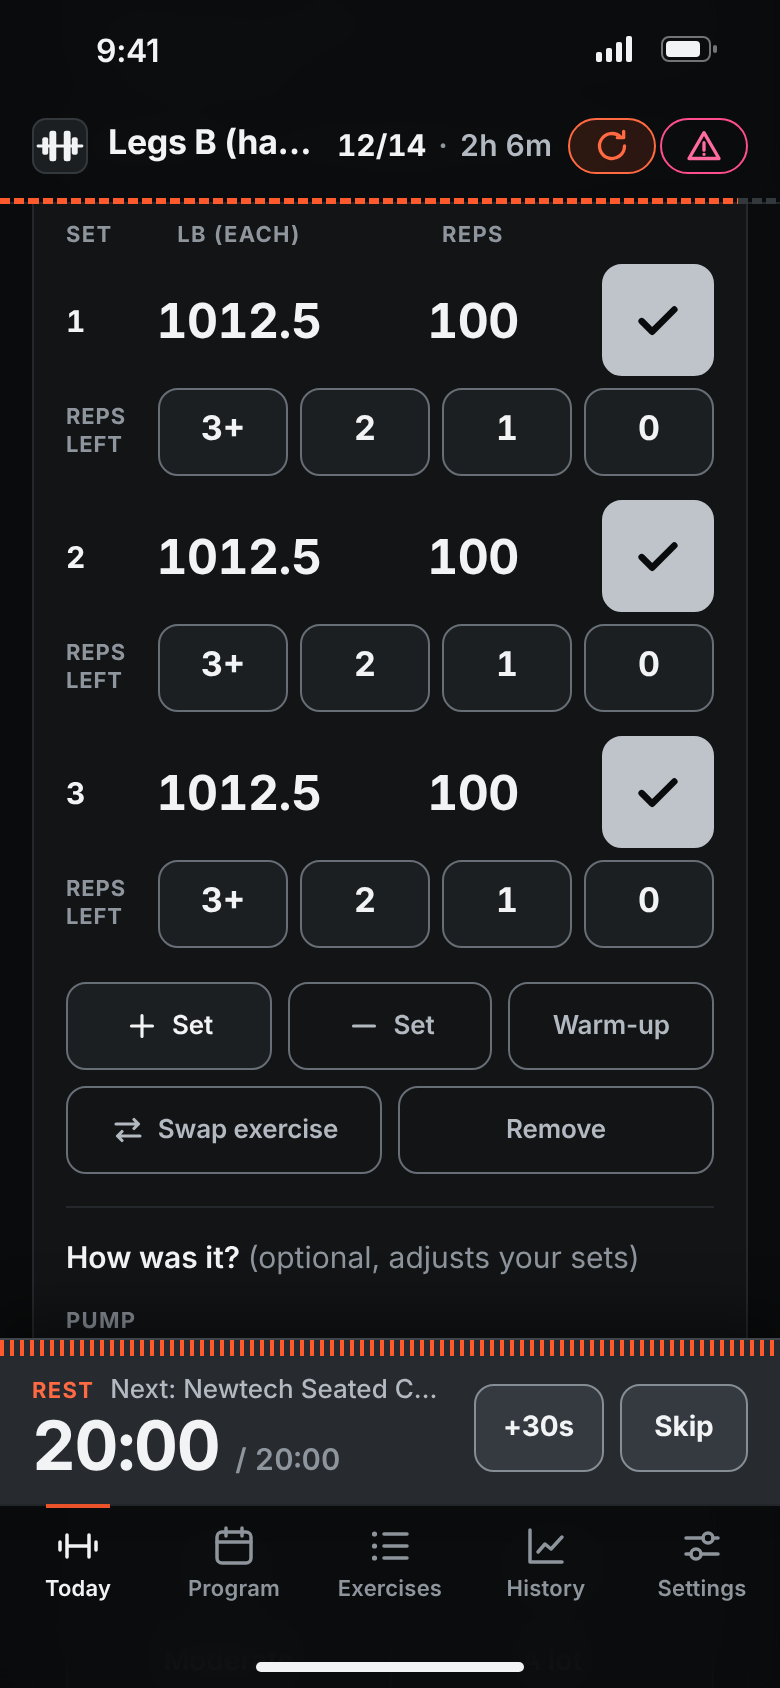 9:41
Legs B (ha... 12/14 · 2h 6m
SET LB (EACH) REPS
1 1012.5 100
REPS LEFT 3+ 2 1 0
2 1012.5 100
REPS LEFT 3+ 2 1 0
3 1012.5 100
REPS LEFT 3+ 2 1 0
+ Set − Set Warm-up
Swap exercise Remove
How was it? (optional, adjusts your sets)
PUMP
REST Next: Newtech Seated C...
20:00 / 20:00 +30s Skip
Today Program Exercises History Settings